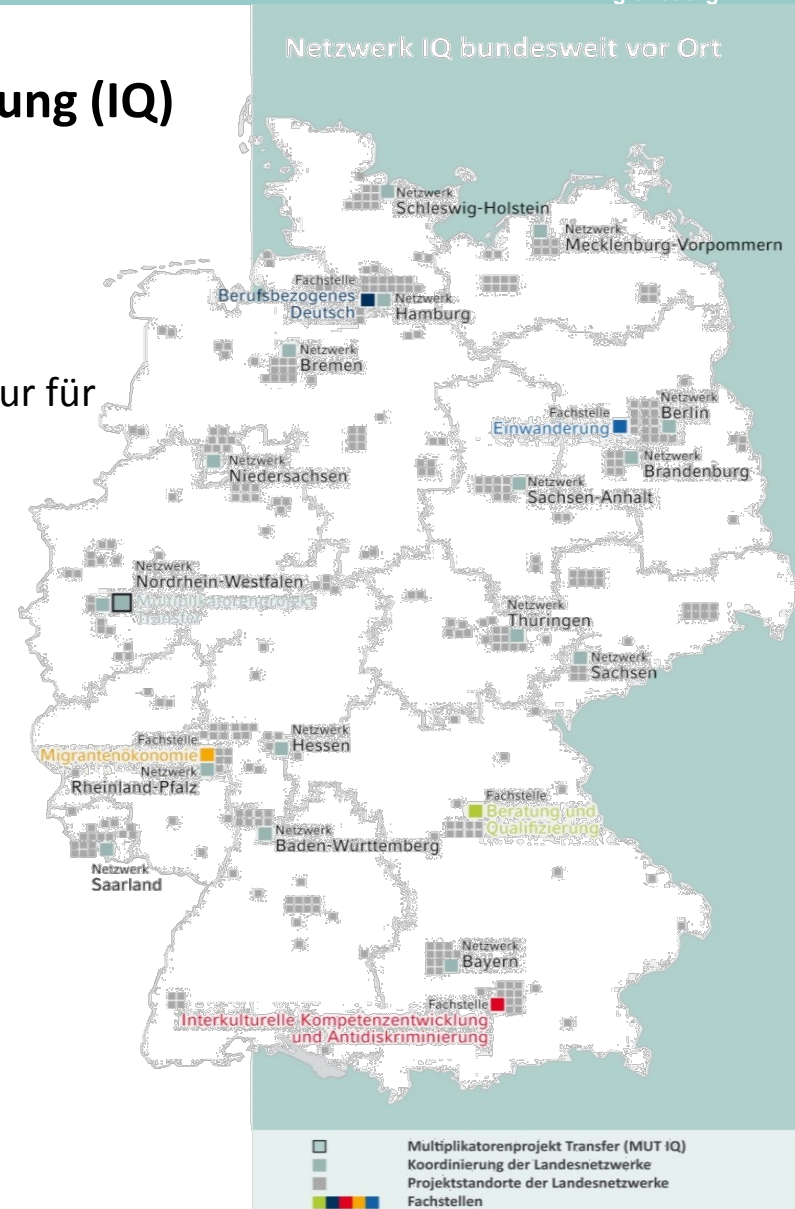 Netzwerk IQ bundesweit vor Ort
ung (IQ)
ur für
Netzwerk
Schleswig-Holstein
Netzwerk
Mecklenburg-Vorpommern
Fachstelle
Berufsbezogenes
Deutsch
Netzwerk
Hamburg
Netzwerk
Bremen
Fachstelle
Einwanderung
Netzwerk
Berlin
Netzwerk
Brandenburg
Netzwerk
Niedersachsen
Netzwerk
Sachsen-Anhalt
Netzwerk
Nordrhein-Westfalen
Multiplikatorenprojekt
Transfer
Netzwerk
Thüringen
Netzwerk
Sachsen
Fachstelle
Migrantenökonomie
Netzwerk
Rheinland-Pfalz
Netzwerk
Hessen
Fachstelle
Beratung und
Qualifizierung
Netzwerk
Baden-Württemberg
Netzwerk
Saarland
Netzwerk
Bayern
Fachstelle
Interkulturelle Kompetenzentwicklung
und Antidiskriminierung
Multiplikatorenprojekt Transfer (MUT IQ)
Koordinierung der Landesnetzwerke
Projektstandorte der Landesnetzwerke
Fachstellen